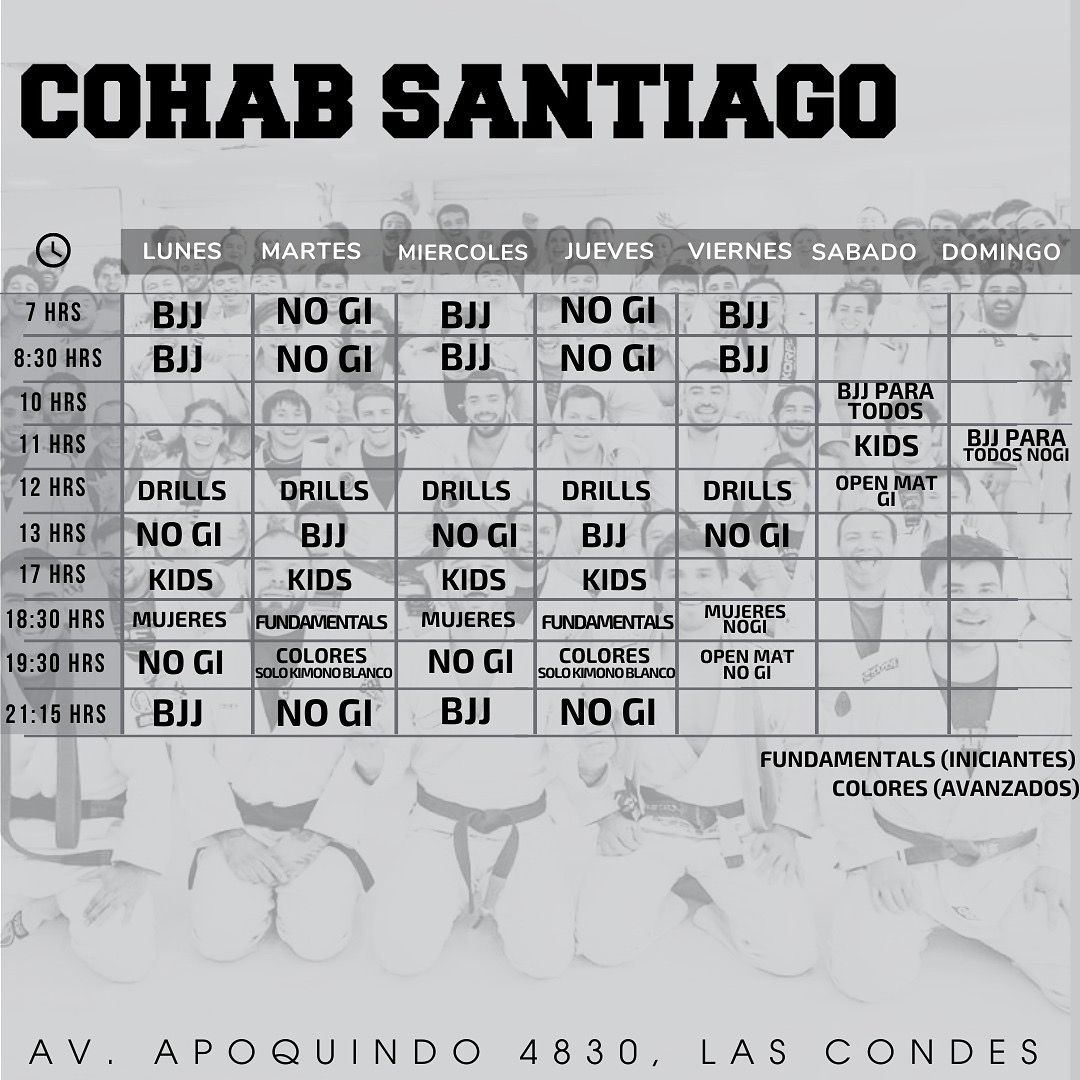 COHAB SANTIAGO
LUNES MARTES MIERCOLES JUEVES VIERNES SABADO DOMINGO
7 HRS BJJ NO GI BJJ NO GI BJJ
8:30 HRS BJJ NO GI BJJ NO GI BJJ
10 HRS BJJ PARA TODOS
11 HRS KIDS BJJ PARA TODOS NOGI
12 HRS DRILLS DRILLS DRILLS DRILLS DRILLS OPEN MAT GI
13 HRS NO GI BJJ NO GI BJJ NO GI
17 HRS KIDS KIDS KIDS KIDS
18:30 HRS MUJERES FUNDAMENTALS MUJERES FUNDAMENTALS MUJERES NOGI
19:30 HRS NO GI COLORES SOLO KIMONO BLANCO NO GI COLORES SOLO KIMONO BLANCO OPEN MAT NO GI
21:15 HRS BJJ NO GI BJJ NO GI
FUNDAMENTALS (INICIANTES)
COLORES (AVANZADOS)
AV. APOQUINDO 4830, LAS CONDES